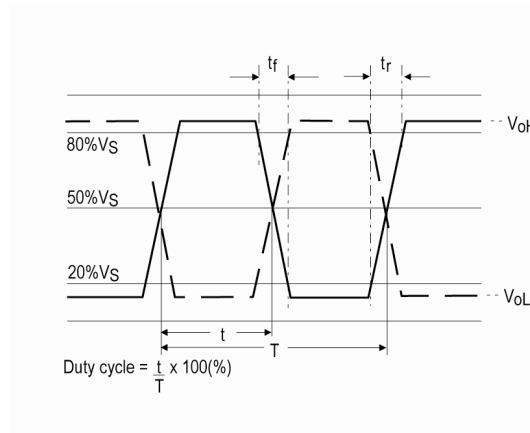 tf
tr
VoH
80%VS
50%VS
20%VS
VoL
t
T
Duty cycle = t/T x 100(%)